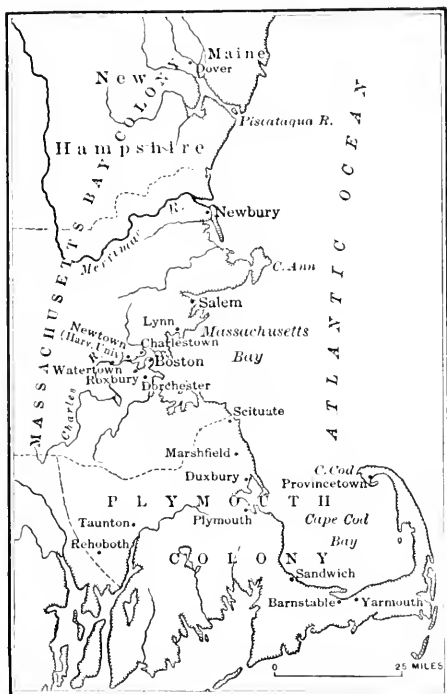 Maine
New
Dover
Piscataqua R.
Hampshire
MASSACHUSETTS BAY COLONY
ATLANTIC OCEAN
Merrimac R.
Newbury
C. Ann
Salem
Lynn
Massachusetts
Bay
Newtown
(Harv. Univ)
Charlestown
Boston
Watertown
Roxbury
Dorchester
Charles R.
Scituate
Marshfield
Duxbury
C. Cod
Provincetown
PLYMOUTH
Taunton
Plymouth
Cape Cod
Bay
Rehoboth
COLONY
Sandwich
Barnstable
Yarmouth
0
25 MILES